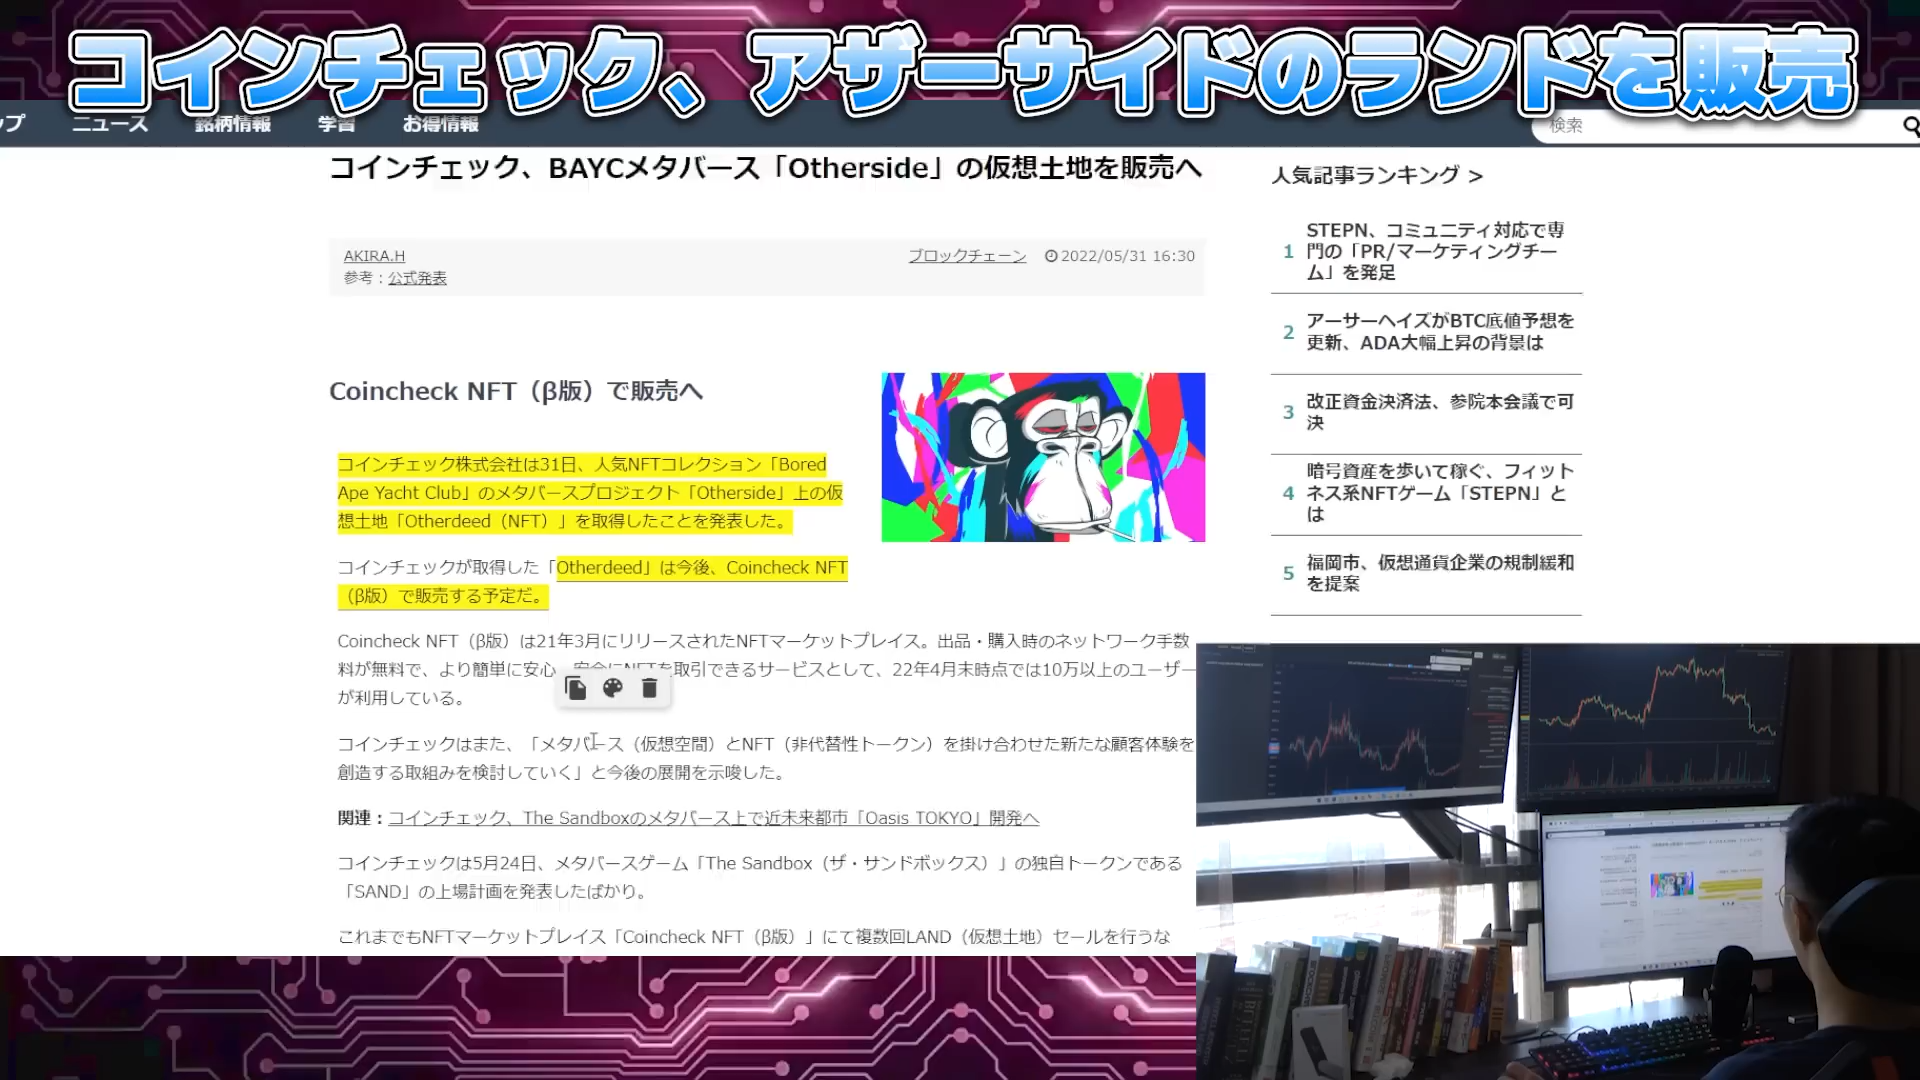 コインチェック、アザーサイドのランドを販売
ップ ニュース 銘柄情報 学習 お得情報
検索
コインチェック、BAYCメタバース「Otherside」の仮想土地を販売へ
AKIRA.H
ブロックチェーン 2022/05/31 16:30
参考：公式発表
Coincheck NFT（β版）で販売へ
コインチェック株式会社は31日、人気NFTコレクション「Bored
Ape Yacht Club」のメタバースプロジェクト「Otherside」上の仮
想土地「Otherdeed（NFT）」を取得したことを発表した。
コインチェックが取得した「Otherdeed」は今後、Coincheck NFT
（β版）で販売する予定だ。
Coincheck NFT（β版）は21年3月にリリースされたNFTマーケットプレイス。出品・購入時のネットワーク手数
料が無料で、より簡単に安心、安全にNFTを取引できるサービスとして、22年4月末時点では10万以上のユーザー
が利用している。
コインチェックはまた、「メタバース（仮想空間）とNFT（非代替性トークン）を掛け合わせた新たな顧客体験を
創造する取組みを検討していく」と今後の展開を示唆した。
関連：コインチェック、The Sandboxのメタバース上で近未来都市「Oasis TOKYO」開発へ
コインチェックは5月24日、メタバースゲーム「The Sandbox（ザ・サンドボックス）」の独自トークンである
「SAND」の上場計画を発表したばかり。
これまでもNFTマーケットプレイス「Coincheck NFT（β版）」にて複数回LAND（仮想土地）セールを行うな
人気記事ランキング >
1 STEPN、コミュニティ対応で専
門の「PR/マーケティングチー
ム」を発足
2 アーサーヘイズがBTC底値予想を
更新、ADA大幅上昇の背景は
3 改正資金決済法、参院本会議で可
決
4 暗号資産を歩いて稼ぐ、フィット
ネス系NFTゲーム「STEPN」と
は
5 福岡市、仮想通貨企業の規制緩和
を提案